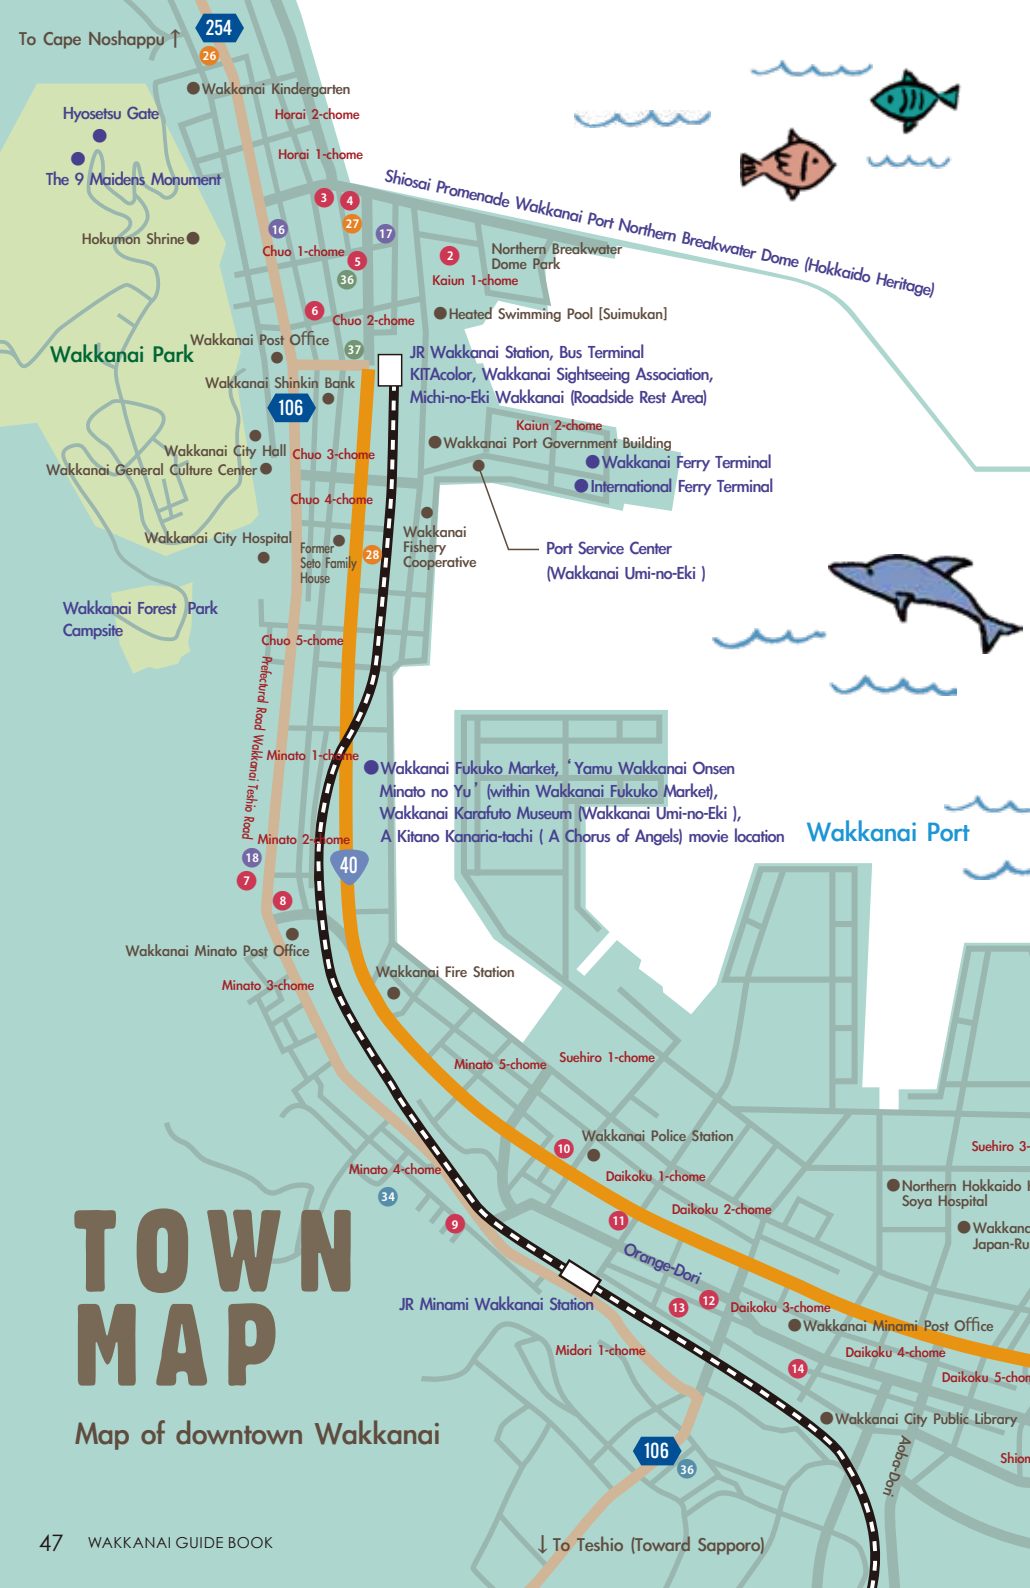 254
To Cape Noshappu ↑
26
Wakkanai Kindergarten
Hyosetsu Gate
Horai 2-chome
Horai 1-chome
The 9 Maidens Monument
Shiosai Promenade Wakkanai Port Northern Breakwater Dome (Hokkaido Heritage)
3
4
27
16
17
Hokumon Shrine
Chuo 1-chome
5
2
Northern Breakwater
Dome Park
36
Kaiun 1-chome
6
Chuo 2-chome
Heated Swimming Pool [Suimukan]
Wakkanai Post Office
37
Wakkanai Park
JR Wakkanai Station, Bus Terminal
KITAcolor, Wakkanai Sightseeing Association,
Michi-no-Eki Wakkanai (Roadside Rest Area)
Wakkanai Shinkin Bank
106
Kaiun 2-chome
Wakkanai Port Government Building
Wakkanai City Hall
Chuo 3-chome
Wakkanai General Culture Center
Wakkanai Ferry Terminal
International Ferry Terminal
Chuo 4-chome
Wakkanai City Hospital
Former
Seto Family
House
28
Wakkanai
Fishery
Cooperative
Port Service Center
(Wakkanai Umi-no-Eki )
Wakkanai Forest Park
Campsite
Chuo 5-chome
Prefectural Road Wakkanai Teshio Road
Minato 1-chome
Wakkanai Fukuko Market, ‘Yamu Wakkanai Onsen
Minato no Yu’ (within Wakkanai Fukuko Market),
Wakkanai Karafuto Museum (Wakkanai Umi-no-Eki ),
A Kitano Kanaria-tachi ( A Chorus of Angels) movie location
Wakkanai Port
Minato 2-chome
18
40
7
8
Wakkanai Minato Post Office
Wakkanai Fire Station
Minato 3-chome
Minato 5-chome
Suehiro 1-chome
10
Wakkanai Police Station
Suehiro 3-
Minato 4-chome
Daikoku 1-chome
34
Northern Hokkaido
Soya Hospital
9
11
Daikoku 2-chome
Wakkana
Japan-Ru
Orange-Dori
TOWN
MAP
JR Minami Wakkanai Station
13
12
Daikoku 3-chome
Wakkanai Minami Post Office
Midori 1-chome
Daikoku 4-chome
14
Daikoku 5-chom
Map of downtown Wakkanai
Wakkanai City Public Library
106
36
Aoba-Dori
Shiom
47 WAKKANAI GUIDE BOOK
↓ To Teshio (Toward Sapporo)